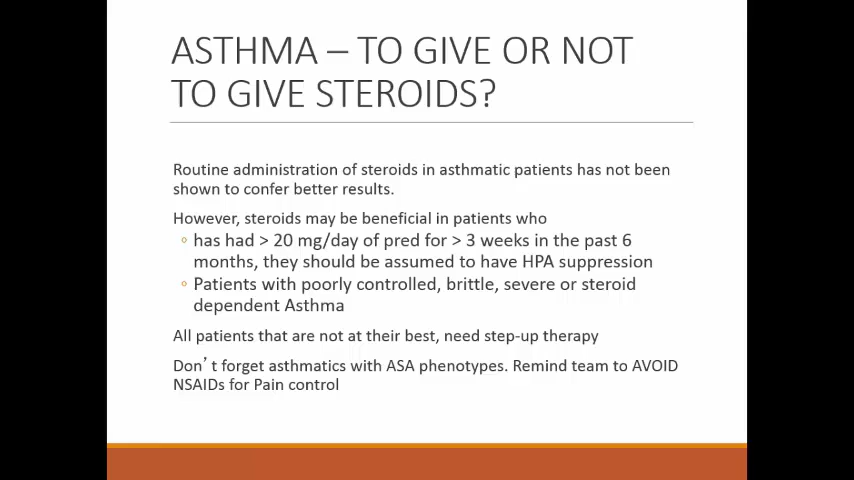 ASTHMA – TO GIVE OR NOT
TO GIVE STEROIDS?
Routine administration of steroids in asthmatic patients has not been
shown to confer better results.
However, steroids may be beneficial in patients who
◦ has had > 20 mg/day of pred for > 3 weeks in the past 6
months, they should be assumed to have HPA suppression
◦ Patients with poorly controlled, brittle, severe or steroid
dependent Asthma
All patients that are not at their best, need step-up therapy
Don’t forget asthmatics with ASA phenotypes. Remind team to AVOID
NSAIDs for Pain control